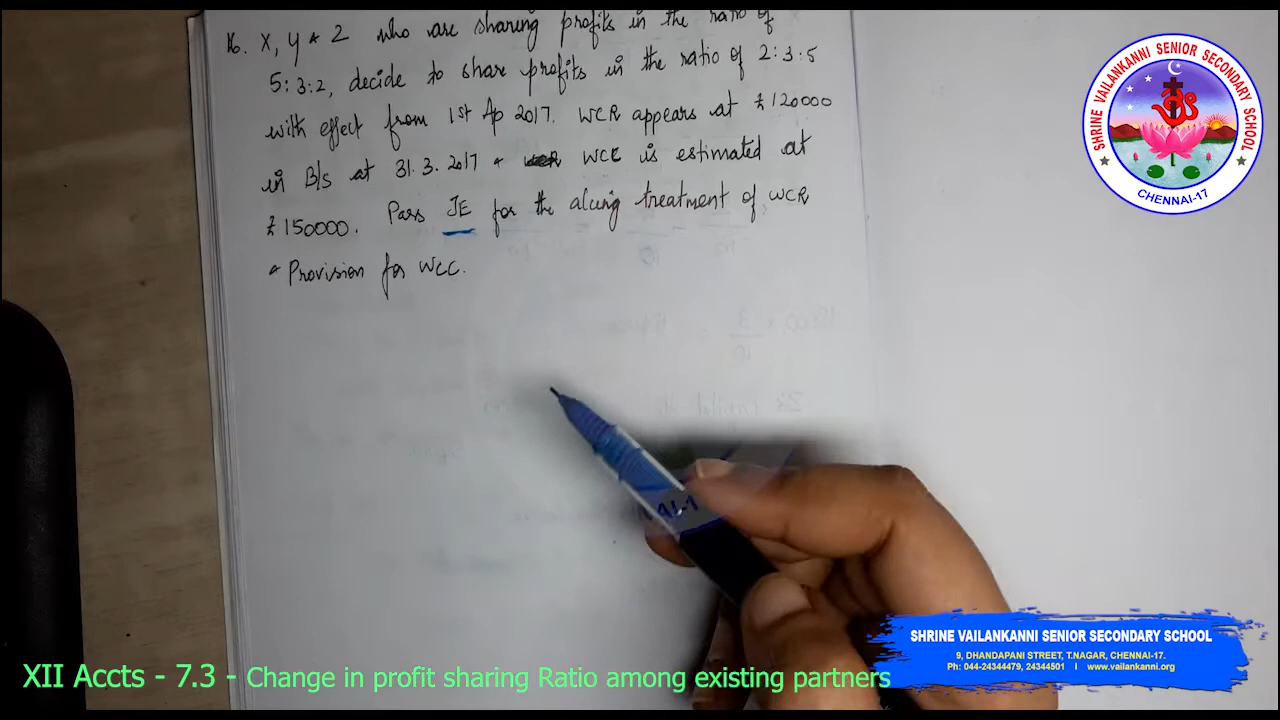 16. X, Y & Z who are sharing profits in the ratio of
5:3:2, decide to share profits in the ratio of 2:3:5
with effect from 1st Ap 2017. WCR appears at ₹120000
in B/s at 31.3.2017 & WCC is estimated at
₹150000. Pass JE for the alcing treatment of WCR
& Provision for WCC.
SHRINE VAILANKANNI SENIOR SECONDARY SCHOOL
CHENNAI-17
SHRINE VAILANKANNI SENIOR SECONDARY SCHOOL
9, DHANDAPANI STREET, T.NAGAR, CHENNAI-17.
Ph: 044-24344479, 24344501 I www.vailankanni.org
XII Accts - 7.3 - Change in profit sharing Ratio among existing partners